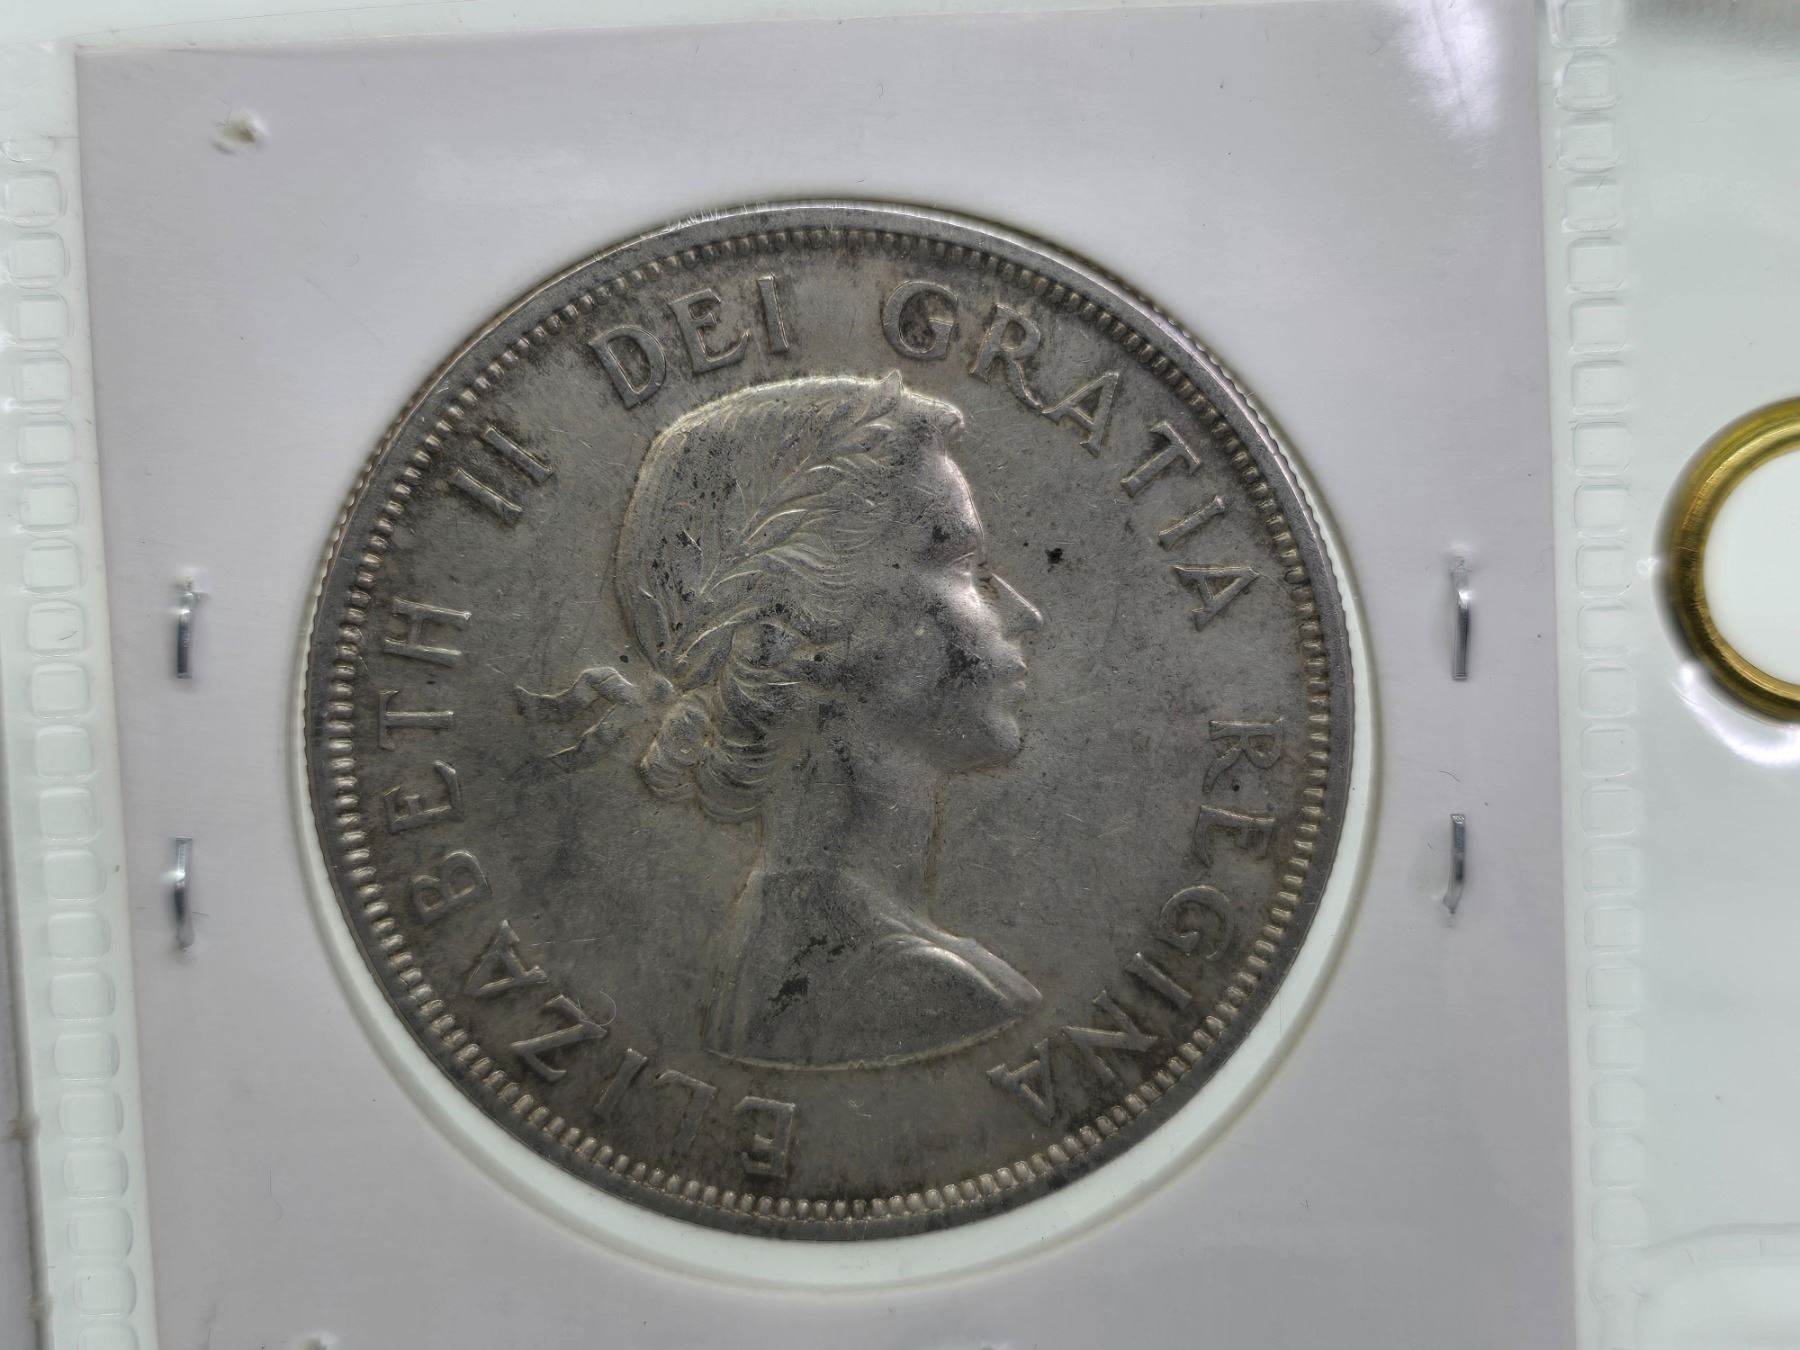 ELIZABETH II DEI GRATIA REGINA